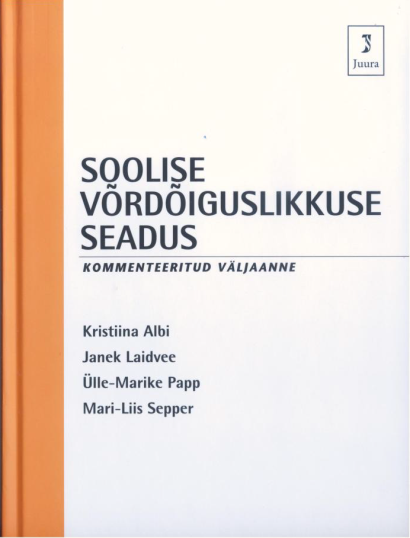 Juura
SOOLISE
VÕRDÕIGUSLIKKUSE
SEADUS
KOMMENTEERITUD VÄLJAANNE
Kristiina Albi
Janek Laidvee
Ülle-Marike Papp
Mari-Liis Sepper